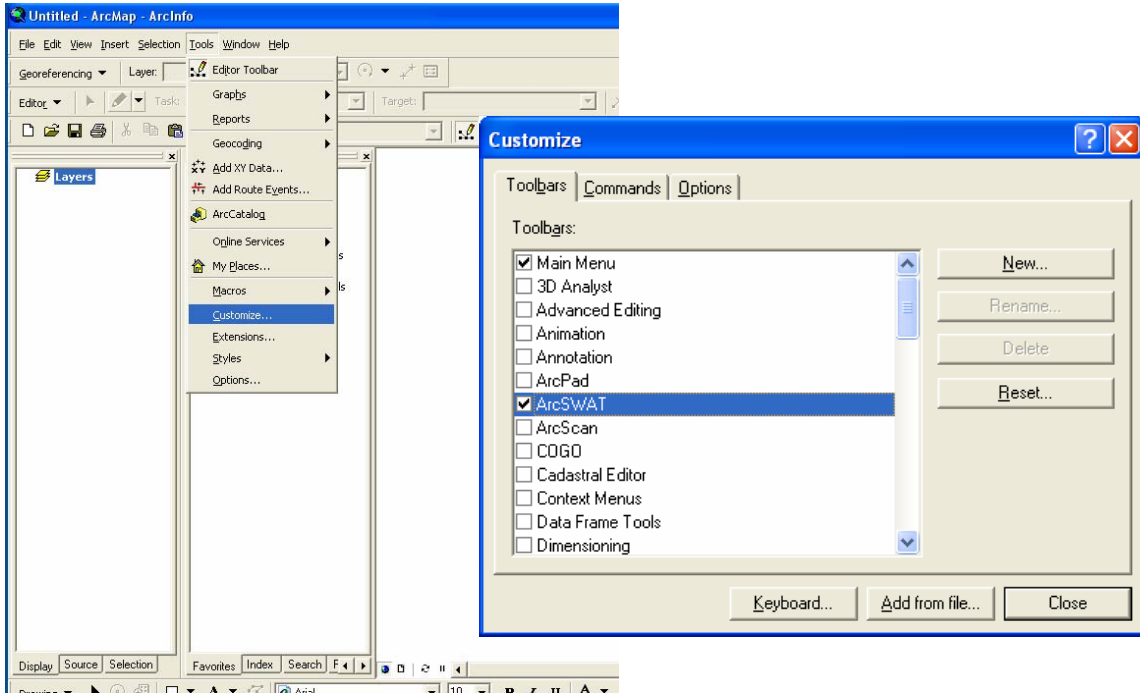 Untitled - ArcMap - ArcInfo
File Edit View Insert Selection Tools Window Help
Georeferencing Layer:
Editor Task: Target:
Editor Toolbar
Graphs
Reports
Geocoding
Add XY Data...
Add Route Events...
ArcCatalog
Online Services
My Places...
Macros
Customize...
Extensions...
Styles
Options...
Layers
s
ls
Display Source Selection
Favorites Index Search F
Drawing A Arial 10 B I U A
Customize
Toolbars Commands Options
Toolbars:
Main Menu
3D Analyst
Advanced Editing
Animation
Annotation
ArcPad
ArcSWAT
ArcScan
COGO
Cadastral Editor
Context Menus
Data Frame Tools
Dimensioning
New...
Rename...
Delete
Reset...
Keyboard... Add from file... Close